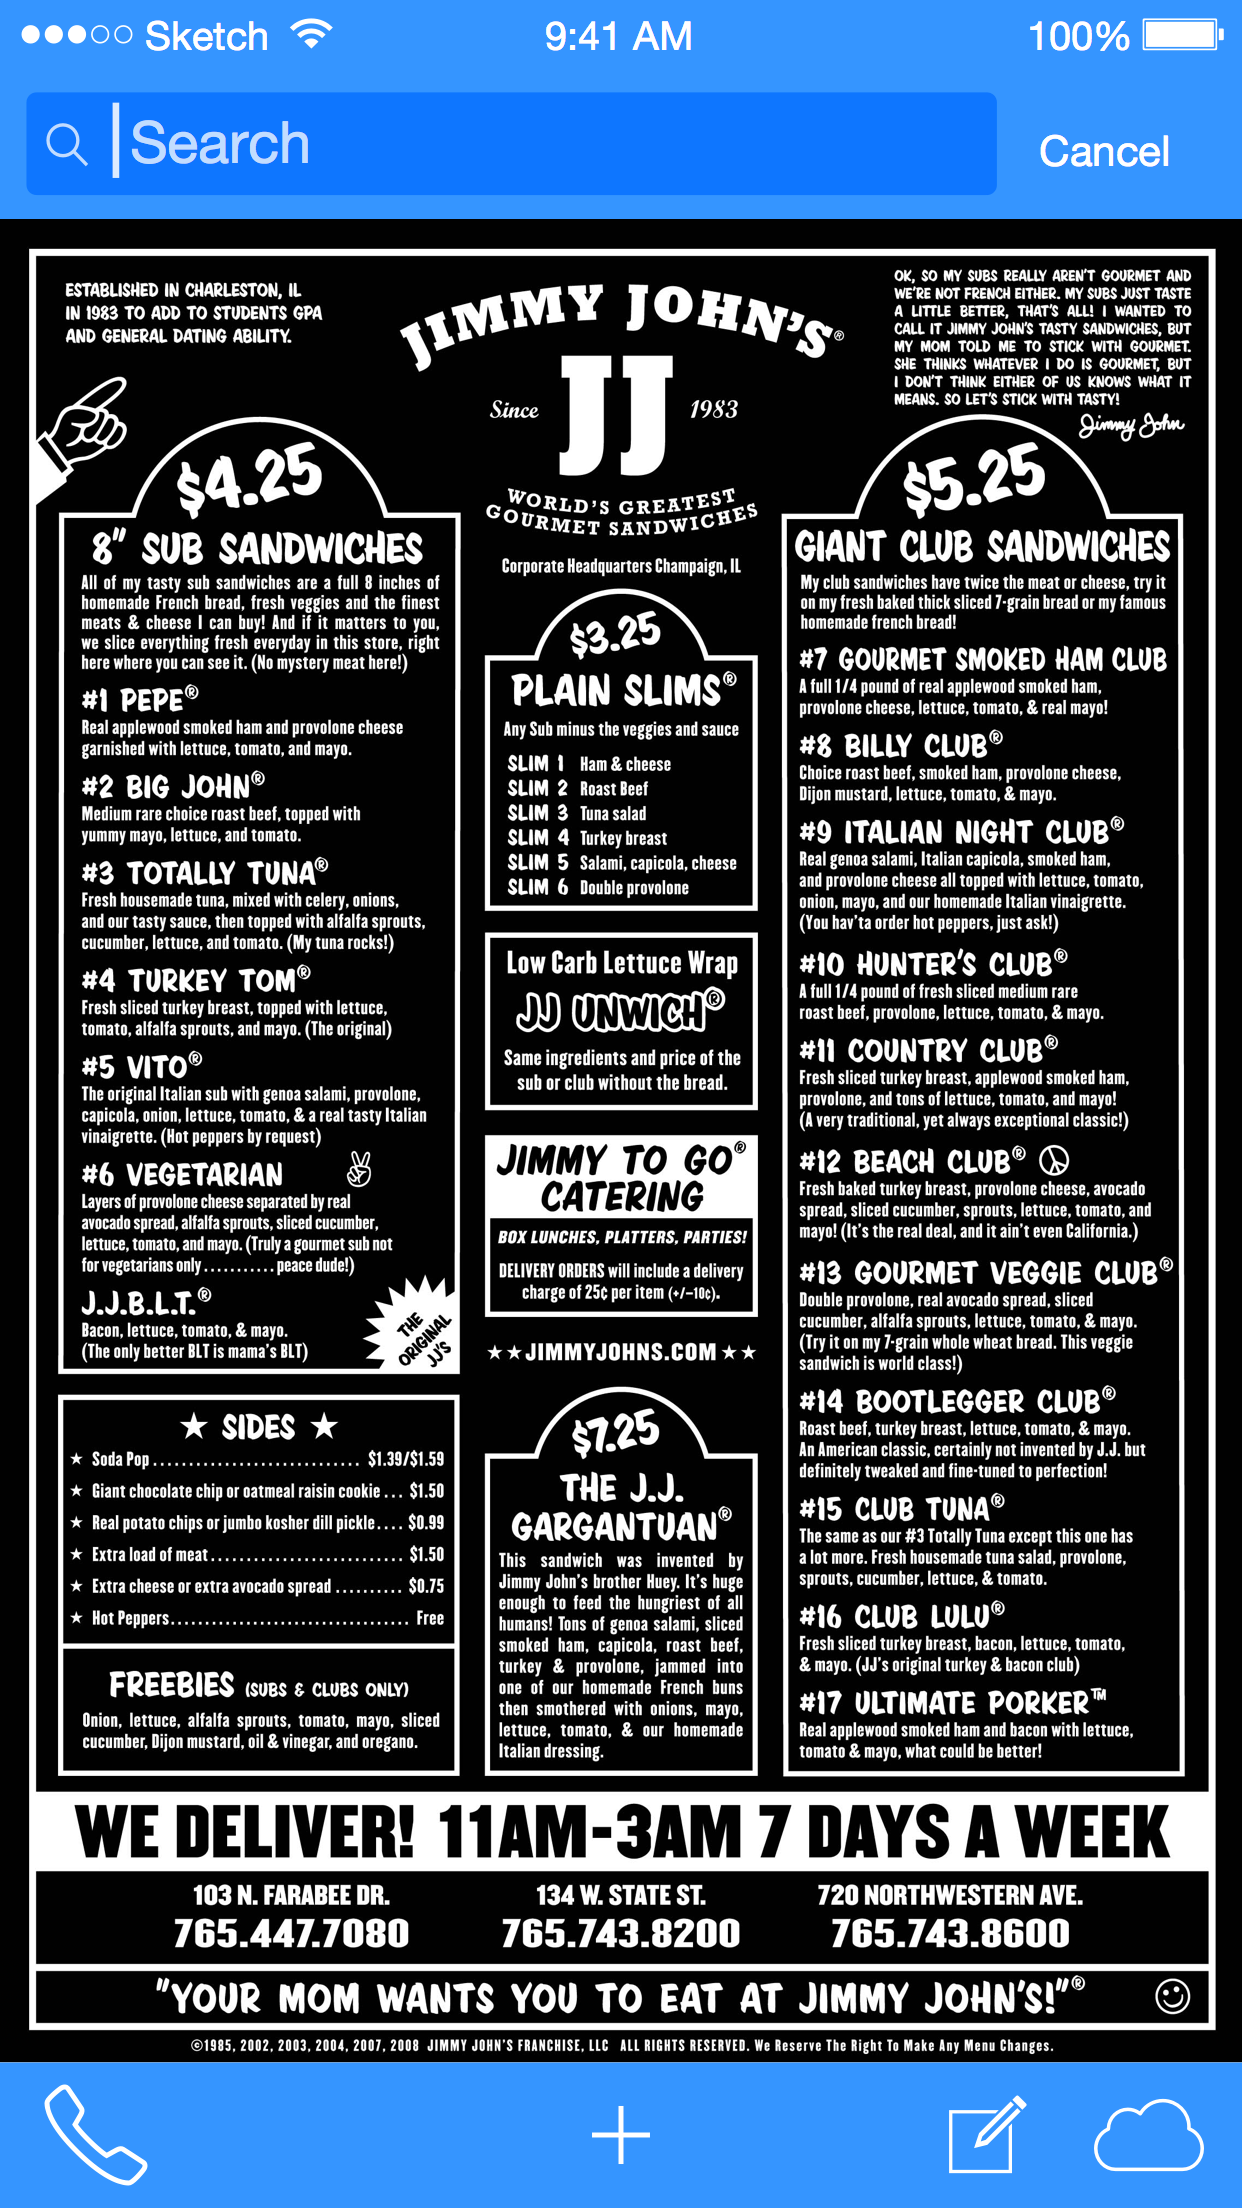 Sketch 9:41 AM 100%
Search
Cancel
ESTABLISHED IN CHARLESTON, IL
IN 1983 TO ADD TO STUDENTS GPA
AND GENERAL DATING ABILITY.
JIMMY JOHN'S®
Since JJ 1983
WORLD'S GREATEST
GOURMET SANDWICHES
Corporate Headquarters Champaign, IL
OK, SO MY SUBS REALLY AREN'T GOURMET AND
WE'RE NOT FRENCH EITHER. MY SUBS JUST TASTE
A LITTLE BETTER, THAT'S ALL! I WANTED TO
CALL IT JIMMY JOHN'S TASTY SANDWICHES, BUT
MY MOM TOLD ME TO STICK WITH GOURMET.
SHE THINKS WHATEVER I DO IS GOURMET, BUT
I DON'T THINK EITHER OF US KNOWS WHAT IT
MEANS. SO LET'S STICK WITH TASTY!
Jimmy John
$4.25
8" SUB SANDWICHES
All of my tasty sub sandwiches are a full 8 inches of
homemade French bread, fresh veggies and the finest
meats & cheese I can buy! And if it matters to you,
we slice everything fresh everyday in this store, right
here where you can see it. (No mystery meat here!)
#1 PEPE®
Real applewood smoked ham and provolone cheese
garnished with lettuce, tomato, and mayo.
#2 BIG JOHN®
Medium rare choice roast beef, topped with
yummy mayo, lettuce, and tomato.
#3 TOTALLY TUNA®
Fresh housemade tuna, mixed with celery, onions,
and our tasty sauce, then topped with alfalfa sprouts,
cucumber, lettuce, and tomato. (My tuna rocks!)
#4 TURKEY TOM®
Fresh sliced turkey breast, topped with lettuce,
tomato, alfalfa sprouts, and mayo. (The original)
#5 VITO®
The original Italian sub with genoa salami, provolone,
capicola, onion, lettuce, tomato, & a real tasty Italian
vinaigrette. (Hot peppers by request)
#6 VEGETARIAN
Layers of provolone cheese separated by real
avocado spread, alfalfa sprouts, sliced cucumber,
lettuce, tomato, and mayo. (Truly a gourmet sub not
for vegetarians only...........peace dude!)
J.J.B.L.T.®
Bacon, lettuce, tomato, & mayo.
(The only better BLT is mama's BLT)
THE
ORIGINAL
JJ'S
★ SIDES ★
★ Soda Pop............................ $1.39/$1.59
★ Giant chocolate chip or oatmeal raisin cookie... $1.50
★ Real potato chips or jumbo kosher dill pickle.... $0.99
★ Extra load of meat............................ $1.50
★ Extra cheese or extra avocado spread.......... $0.75
★ Hot Peppers................................... Free
FREEBIES (SUBS & CLUBS ONLY)
Onion, lettuce, alfalfa sprouts, tomato, mayo, sliced
cucumber, Dijon mustard, oil & vinegar, and oregano.
$3.25
PLAIN SLIMS®
Any Sub minus the veggies and sauce
SLIM 1 Ham & cheese
SLIM 2 Roast Beef
SLIM 3 Tuna salad
SLIM 4 Turkey breast
SLIM 5 Salami, capicola, cheese
SLIM 6 Double provolone
Low Carb Lettuce Wrap
JJ UNWICH®
Same ingredients and price of the
sub or club without the bread.
JIMMY TO GO®
CATERING
BOX LUNCHES, PLATTERS, PARTIES!
DELIVERY ORDERS will include a delivery
charge of 25¢ per item (+/–10¢).
★★JIMMYJOHNS.COM★★
$7.25
THE J.J.
GARGANTUAN®
This sandwich was invented by
Jimmy John's brother Huey. It's huge
enough to feed the hungriest of all
humans! Tons of genoa salami, sliced
smoked ham, capicola, roast beef,
turkey & provolone, jammed into
one of our homemade French buns
then smothered with onions, mayo,
lettuce, tomato, & our homemade
Italian dressing.
$5.25
GIANT CLUB SANDWICHES
My club sandwiches have twice the meat or cheese, try it
on my fresh baked thick sliced 7-grain bread or my famous
homemade french bread!
#7 GOURMET SMOKED HAM CLUB
A full 1/4 pound of real applewood smoked ham,
provolone cheese, lettuce, tomato, & real mayo!
#8 BILLY CLUB®
Choice roast beef, smoked ham, provolone cheese,
Dijon mustard, lettuce, tomato, & mayo.
#9 ITALIAN NIGHT CLUB®
Real genoa salami, Italian capicola, smoked ham,
and provolone cheese all topped with lettuce, tomato,
onion, mayo, and our homemade Italian vinaigrette.
(You hav'ta order hot peppers, just ask!)
#10 HUNTER'S CLUB®
A full 1/4 pound of fresh sliced medium rare
roast beef, provolone, lettuce, tomato, & mayo.
#11 COUNTRY CLUB®
Fresh sliced turkey breast, applewood smoked ham,
provolone, and tons of lettuce, tomato, and mayo!
(A very traditional, yet always exceptional classic!)
#12 BEACH CLUB®
Fresh baked turkey breast, provolone cheese, avocado
spread, sliced cucumber, sprouts, lettuce, tomato, and
mayo! (It's the real deal, and it ain't even California.)
#13 GOURMET VEGGIE CLUB®
Double provolone, real avocado spread, sliced
cucumber, alfalfa sprouts, lettuce, tomato, & mayo.
(Try it on my 7-grain whole wheat bread. This veggie
sandwich is world class!)
#14 BOOTLEGGER CLUB®
Roast beef, turkey breast, lettuce, tomato, & mayo.
An American classic, certainly not invented by J.J. but
definitely tweaked and fine-tuned to perfection!
#15 CLUB TUNA®
The same as our #3 Totally Tuna except this one has
a lot more. Fresh housemade tuna salad, provolone,
sprouts, cucumber, lettuce, & tomato.
#16 CLUB LULU®
Fresh sliced turkey breast, bacon, lettuce, tomato,
& mayo. (JJ's original turkey & bacon club)
#17 ULTIMATE PORKER™
Real applewood smoked ham and bacon with lettuce,
tomato & mayo, what could be better!
WE DELIVER! 11AM-3AM 7 DAYS A WEEK
103 N. FARABEE DR. 134 W. STATE ST. 720 NORTHWESTERN AVE.
765.447.7080 765.743.8200 765.743.8600
"YOUR MOM WANTS YOU TO EAT AT JIMMY JOHN'S!"®
©1985, 2002, 2003, 2004, 2007, 2008 JIMMY JOHN'S FRANCHISE, LLC ALL RIGHTS RESERVED. We Reserve The Right To Make Any Menu Changes.